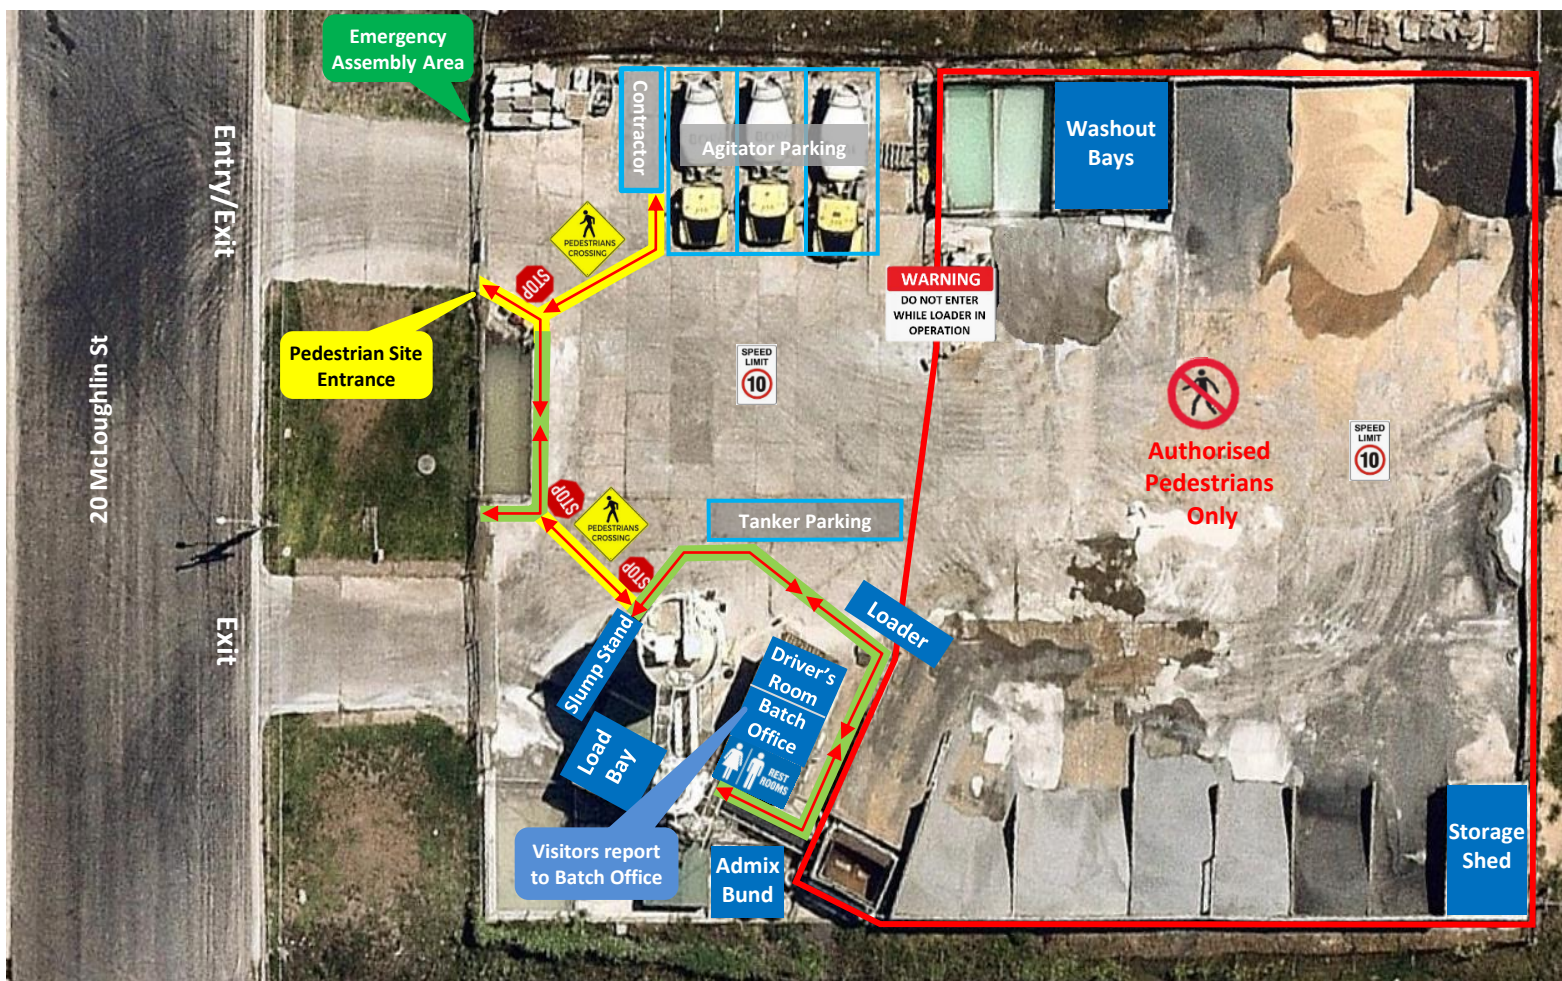 Emergency
Assembly Area
Contractor
Agitator Parking
Washout
Bays
Entry/Exit
PEDESTRIANS
CROSSING
STOP
WARNING
DO NOT ENTER
WHILE LOADER IN
OPERATION
Pedestrian Site
Entrance
SPEED
LIMIT
10
20 McLoughlin St
Authorised
Pedestrians
Only
SPEED
LIMIT
10
STOP
PEDESTRIANS
CROSSING
Tanker Parking
STOP
Loader
Exit
Slump Stand
Driver's
Room
Batch
Office
REST
ROOMS
Load
Bay
Visitors report
to Batch Office
Admix
Bund
Storage
Shed